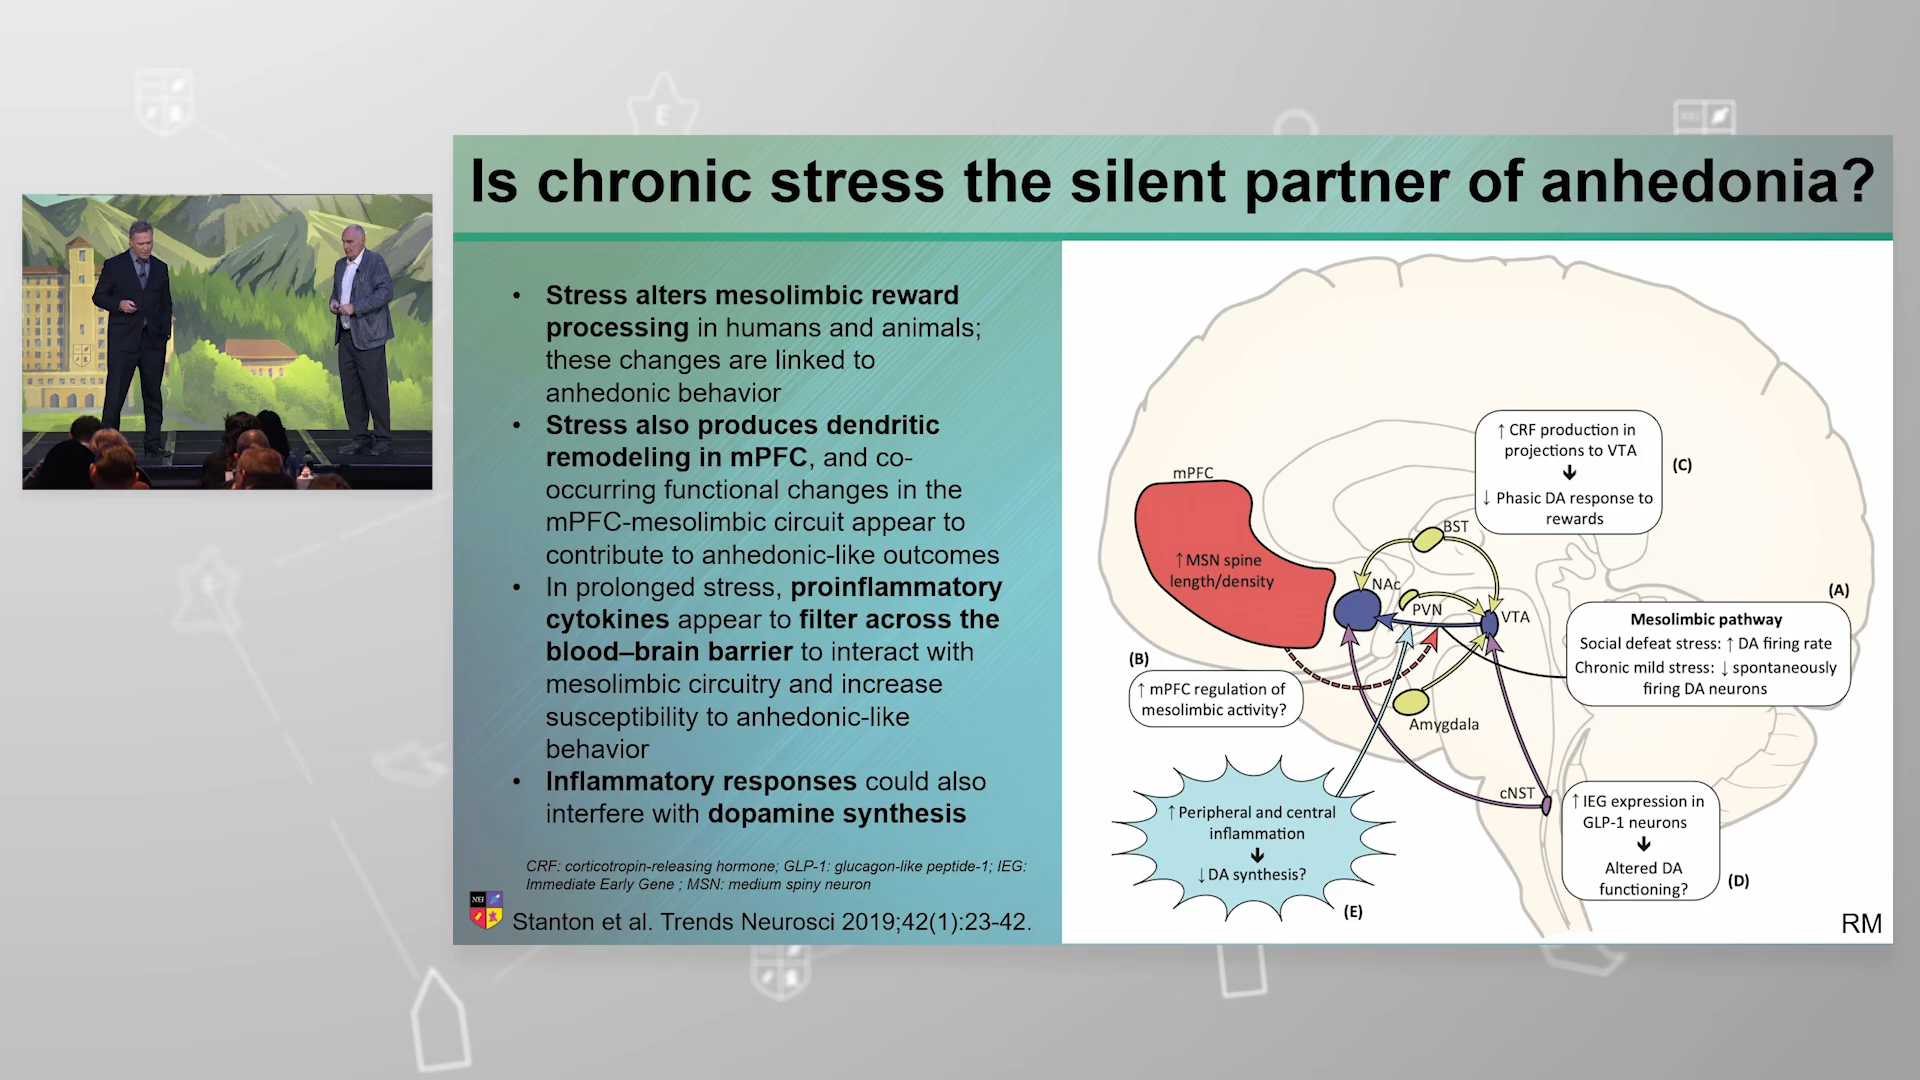 Is chronic stress the silent partner of anhedonia?
• Stress alters mesolimbic reward
processing in humans and animals;
these changes are linked to
anhedonic behavior
• Stress also produces dendritic
remodeling in mPFC, and co-
occurring functional changes in the
mPFC-mesolimbic circuit appear to
contribute to anhedonic-like outcomes
• In prolonged stress, proinflammatory
cytokines appear to filter across the
blood–brain barrier to interact with
mesolimbic circuitry and increase
susceptibility to anhedonic-like
behavior
• Inflammatory responses could also
interfere with dopamine synthesis
CRF: corticotropin-releasing hormone; GLP-1: glucagon-like peptide-1; IEG:
Immediate Early Gene ; MSN: medium spiny neuron
NEI
Stanton et al. Trends Neurosci 2019;42(1):23-42.
mPFC
↑MSN spine
length/density
↑ CRF production in
projections to VTA
↓ Phasic DA response to
rewards
(C)
BST
NAc
PVN
VTA
(A)
Mesolimbic pathway
Social defeat stress: ↑ DA firing rate
Chronic mild stress: ↓ spontaneously
firing DA neurons
(B)
↑ mPFC regulation of
mesolimbic activity?
Amygdala
cNST
↑Peripheral and central
inflammation
↓DA synthesis?
(E)
↑IEG expression in
GLP-1 neurons
Altered DA
functioning?
(D)
RM
E